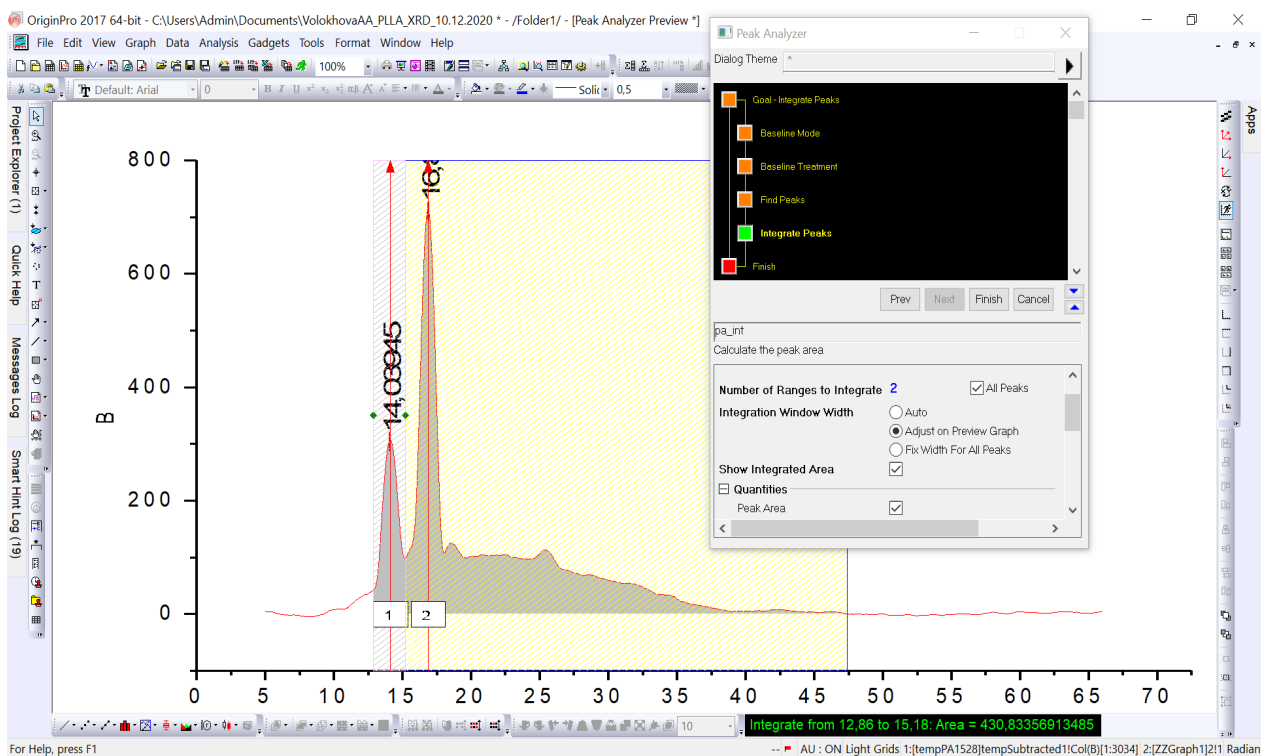 OriginPro 2017 64-bit - C:\Users\Admin\Documents\VolokhovaAA_PLLA_XRD_10.12.2020 * - /Folder1/ - [Peak Analyzer Preview *]
File Edit View Graph Data Analysis Gadgets Tools Format Window Help
100%
Default: Arial 0 B I U Solic 0,5
Project Explorer (1)
Quick Help
Messages Log
Smart Hint Log (19)
Apps
Peak Analyzer
Dialog Theme *
Goal - Integrate Peaks
Baseline Mode
Baseline Treatment
Find Peaks
Integrate Peaks
Finish
Prev Next Finish Cancel
pa_int
Calculate the peak area
Number of Ranges to Integrate 2 All Peaks
Integration Window Width Auto
Adjust on Preview Graph
Fix Width For All Peaks
Show Integrated Area
Quantities
Peak Area
B
800
600
400
200
0
14,03945
1 2
0 5 10 15 20 25 30 35 40 45 50 55 60 65 70
10
Integrate from 12,86 to 15,18: Area = 430,83356913485
For Help, press F1
-- AU : ON Light Grids 1:[tempPA1528]tempSubtracted1!Col(B)[1:3034] 2:[ZZGraph1]2!1 Radian